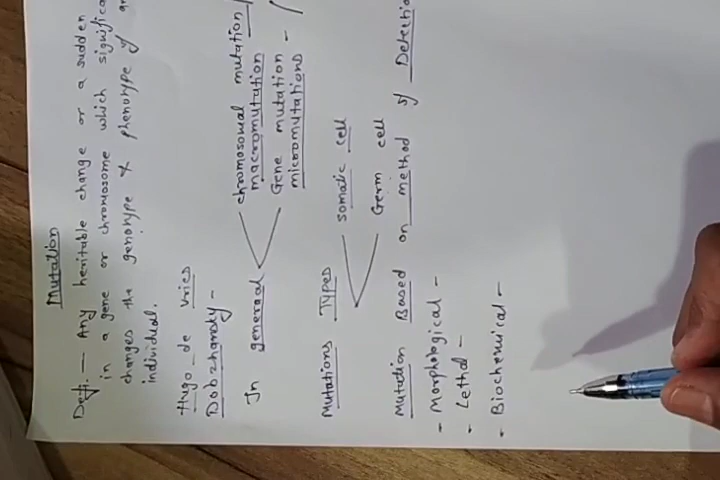 Mutation
Def:- Any heritable change or a sudden
in a gene or chromosome which significa
changes the genotype & phenotype of an
individual.
Hugo de Vries
Dobzhansky -
In general
chromosomal mutation /
macromutation
Gene mutation -
micromutations
Mutations Types
somatic cell
Germ cell
Mutation Based on method of Detection
- Morphological -
- Lethal -
- Biochemical -